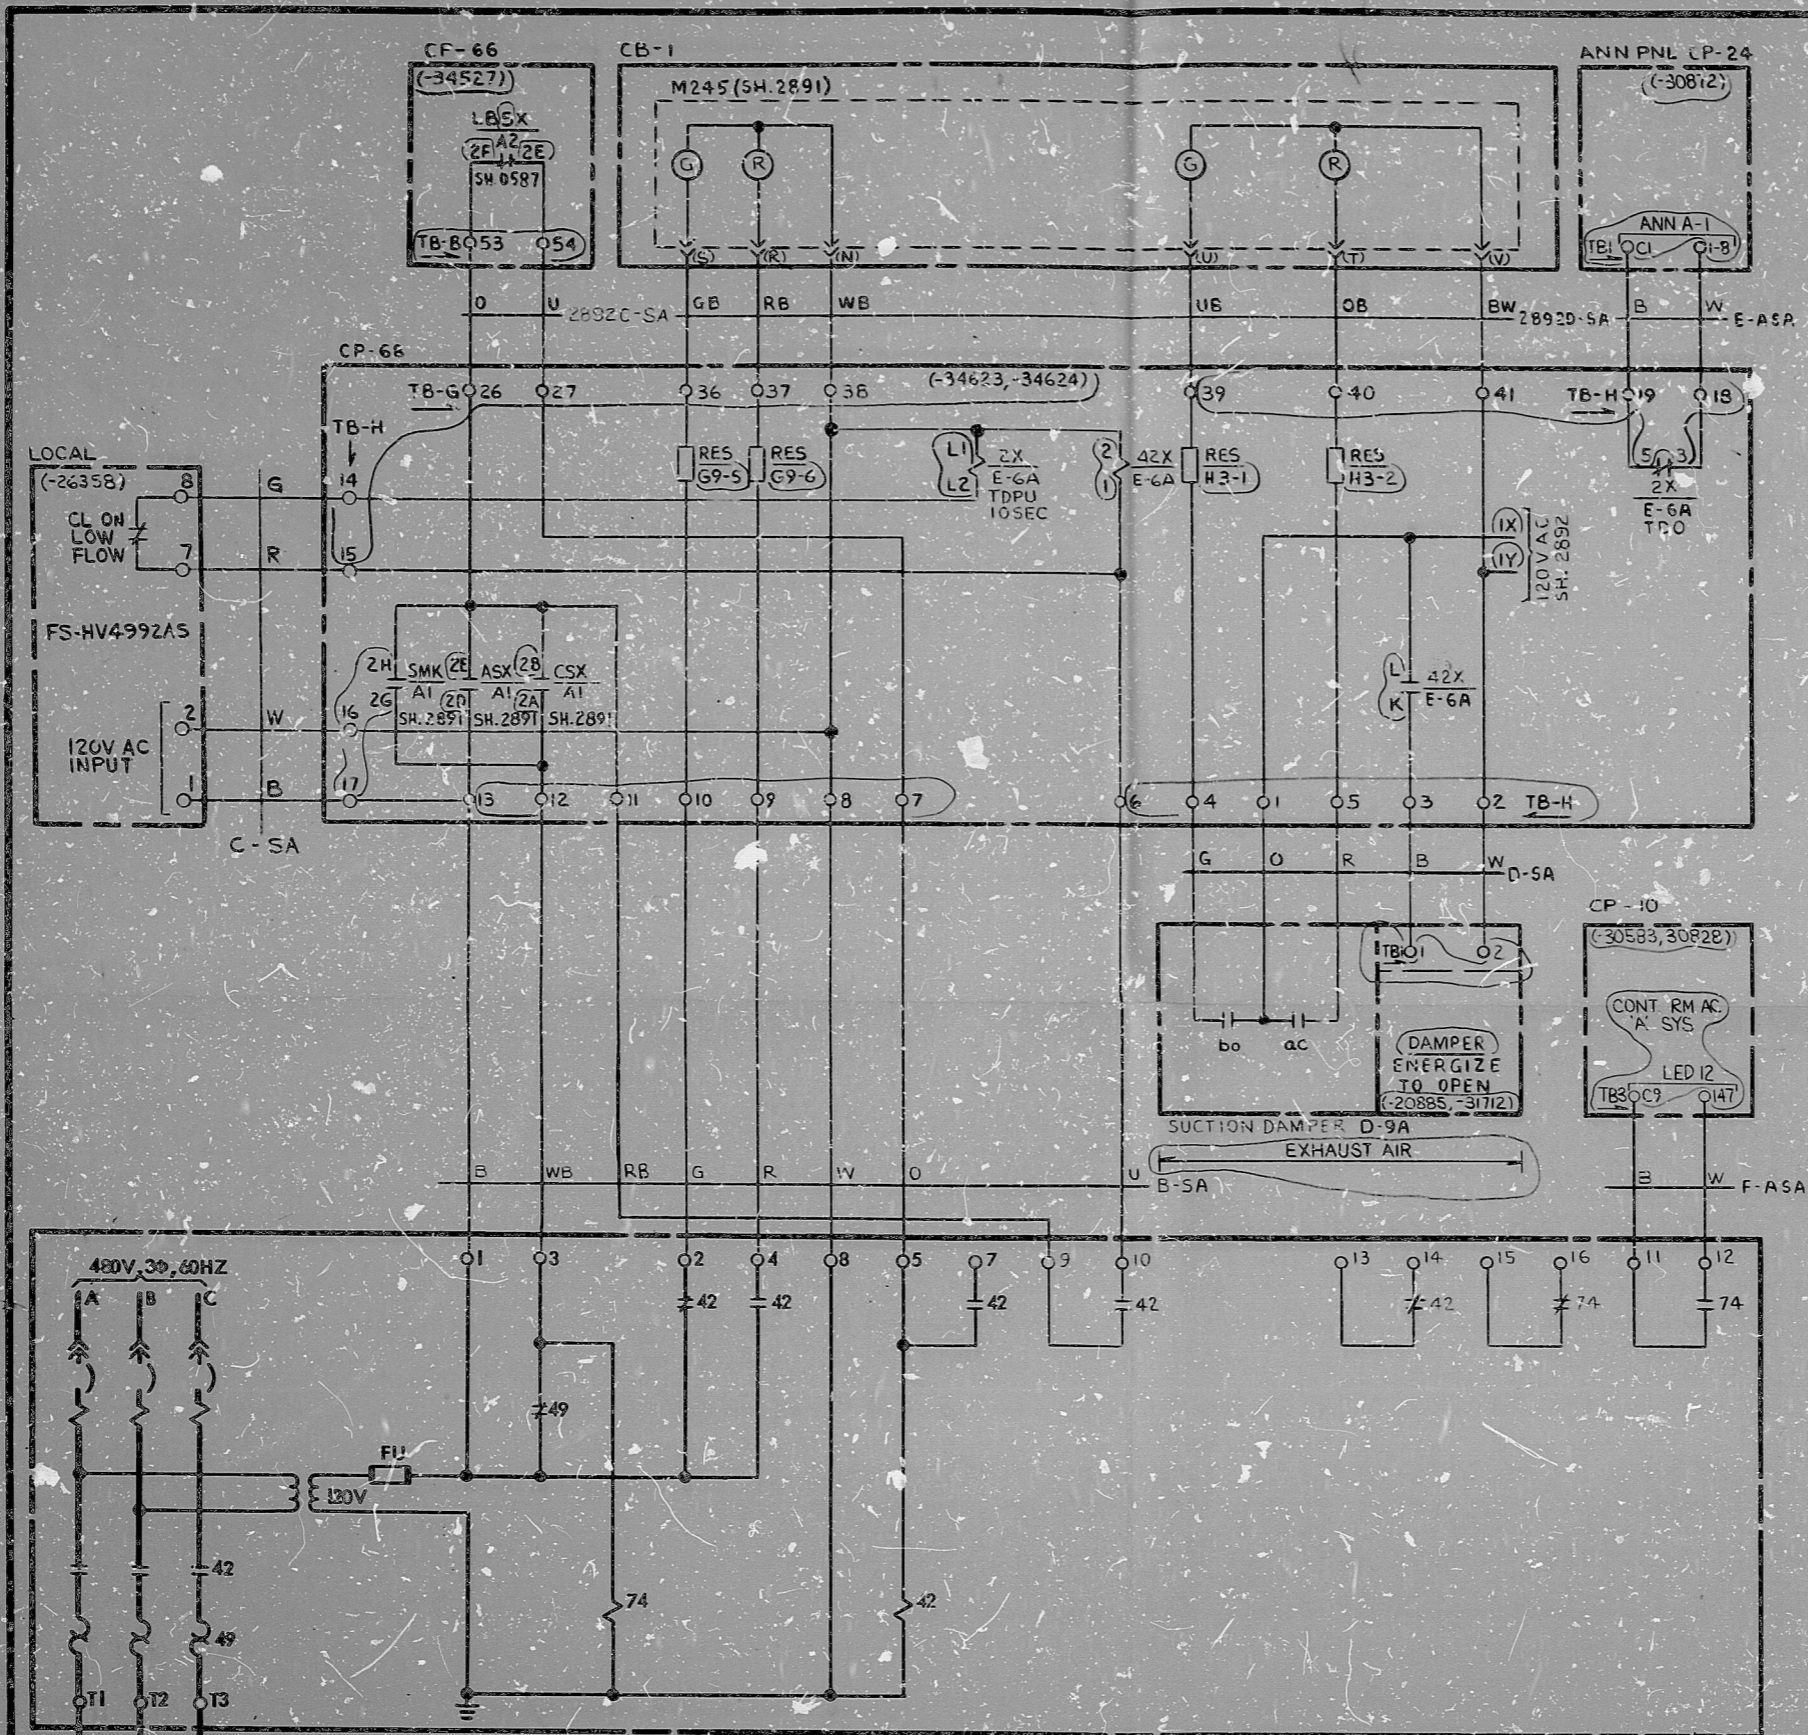 CB-1
ANN PNL CP-24
(-34527)
M245(SH.2891)
(-30872)
A2
2F 2E
SH.0587
G R G R
ANN A-1
TB-B 53 54
(S) (R) (N) (U) (T) (V)
TB1 C1 1-8
O U 2892C-SA GB RB WB UB OB BW 2892D-SA B W E-ASA
CP-66
TB-G 26 27 36 37 38 (-34623,-34624) 39 40 41 TB-H 19 18
TB-H
LOCAL
(-26358) 8 G 14
RES G9-5
RES G9-6
L1 L2
2X
E-6A
TDPU
10SEC
2 1
42X
E-6A
RES H3-1
RES H3-2
5 3
2X
E-6A
TDO
CL ON
LOW
FLOW
7 R 15
(1X)
(1Y)
120VAC
SH.2892
FS-HV4992AS
2H SMK 2E ASX 2B CSX
A1 A1 A1
2G 2D 2A
SH.2891 SH.2891 SH.2891
L 42X
K E-6A
2 W 16
120V AC
INPUT
1 B 17 13 12 11 10 9 8 7 6 4 1 5 3 2 TB-H
C-SA
G O R B W D-SA
CP-10
(-30583,30828)
TB1 1 2
CONT RM AC
'A' SYS
bo ac
DAMPER
ENERGIZE
TO OPEN
(-20885,-31712)
LED 12
TB3 C9 147
SUCTION DAMPER D-9A
EXHAUST AIR
B WB RB G R W O U B-SA B W F-ASA
480V,3Ø,60HZ
1 3 2 4 8 5 7 9 10 13 14 15 16 11 12
A B C
42 42 42 42 42 74 74
49
FU
120V
42
74 42
49
T1 T2 T3